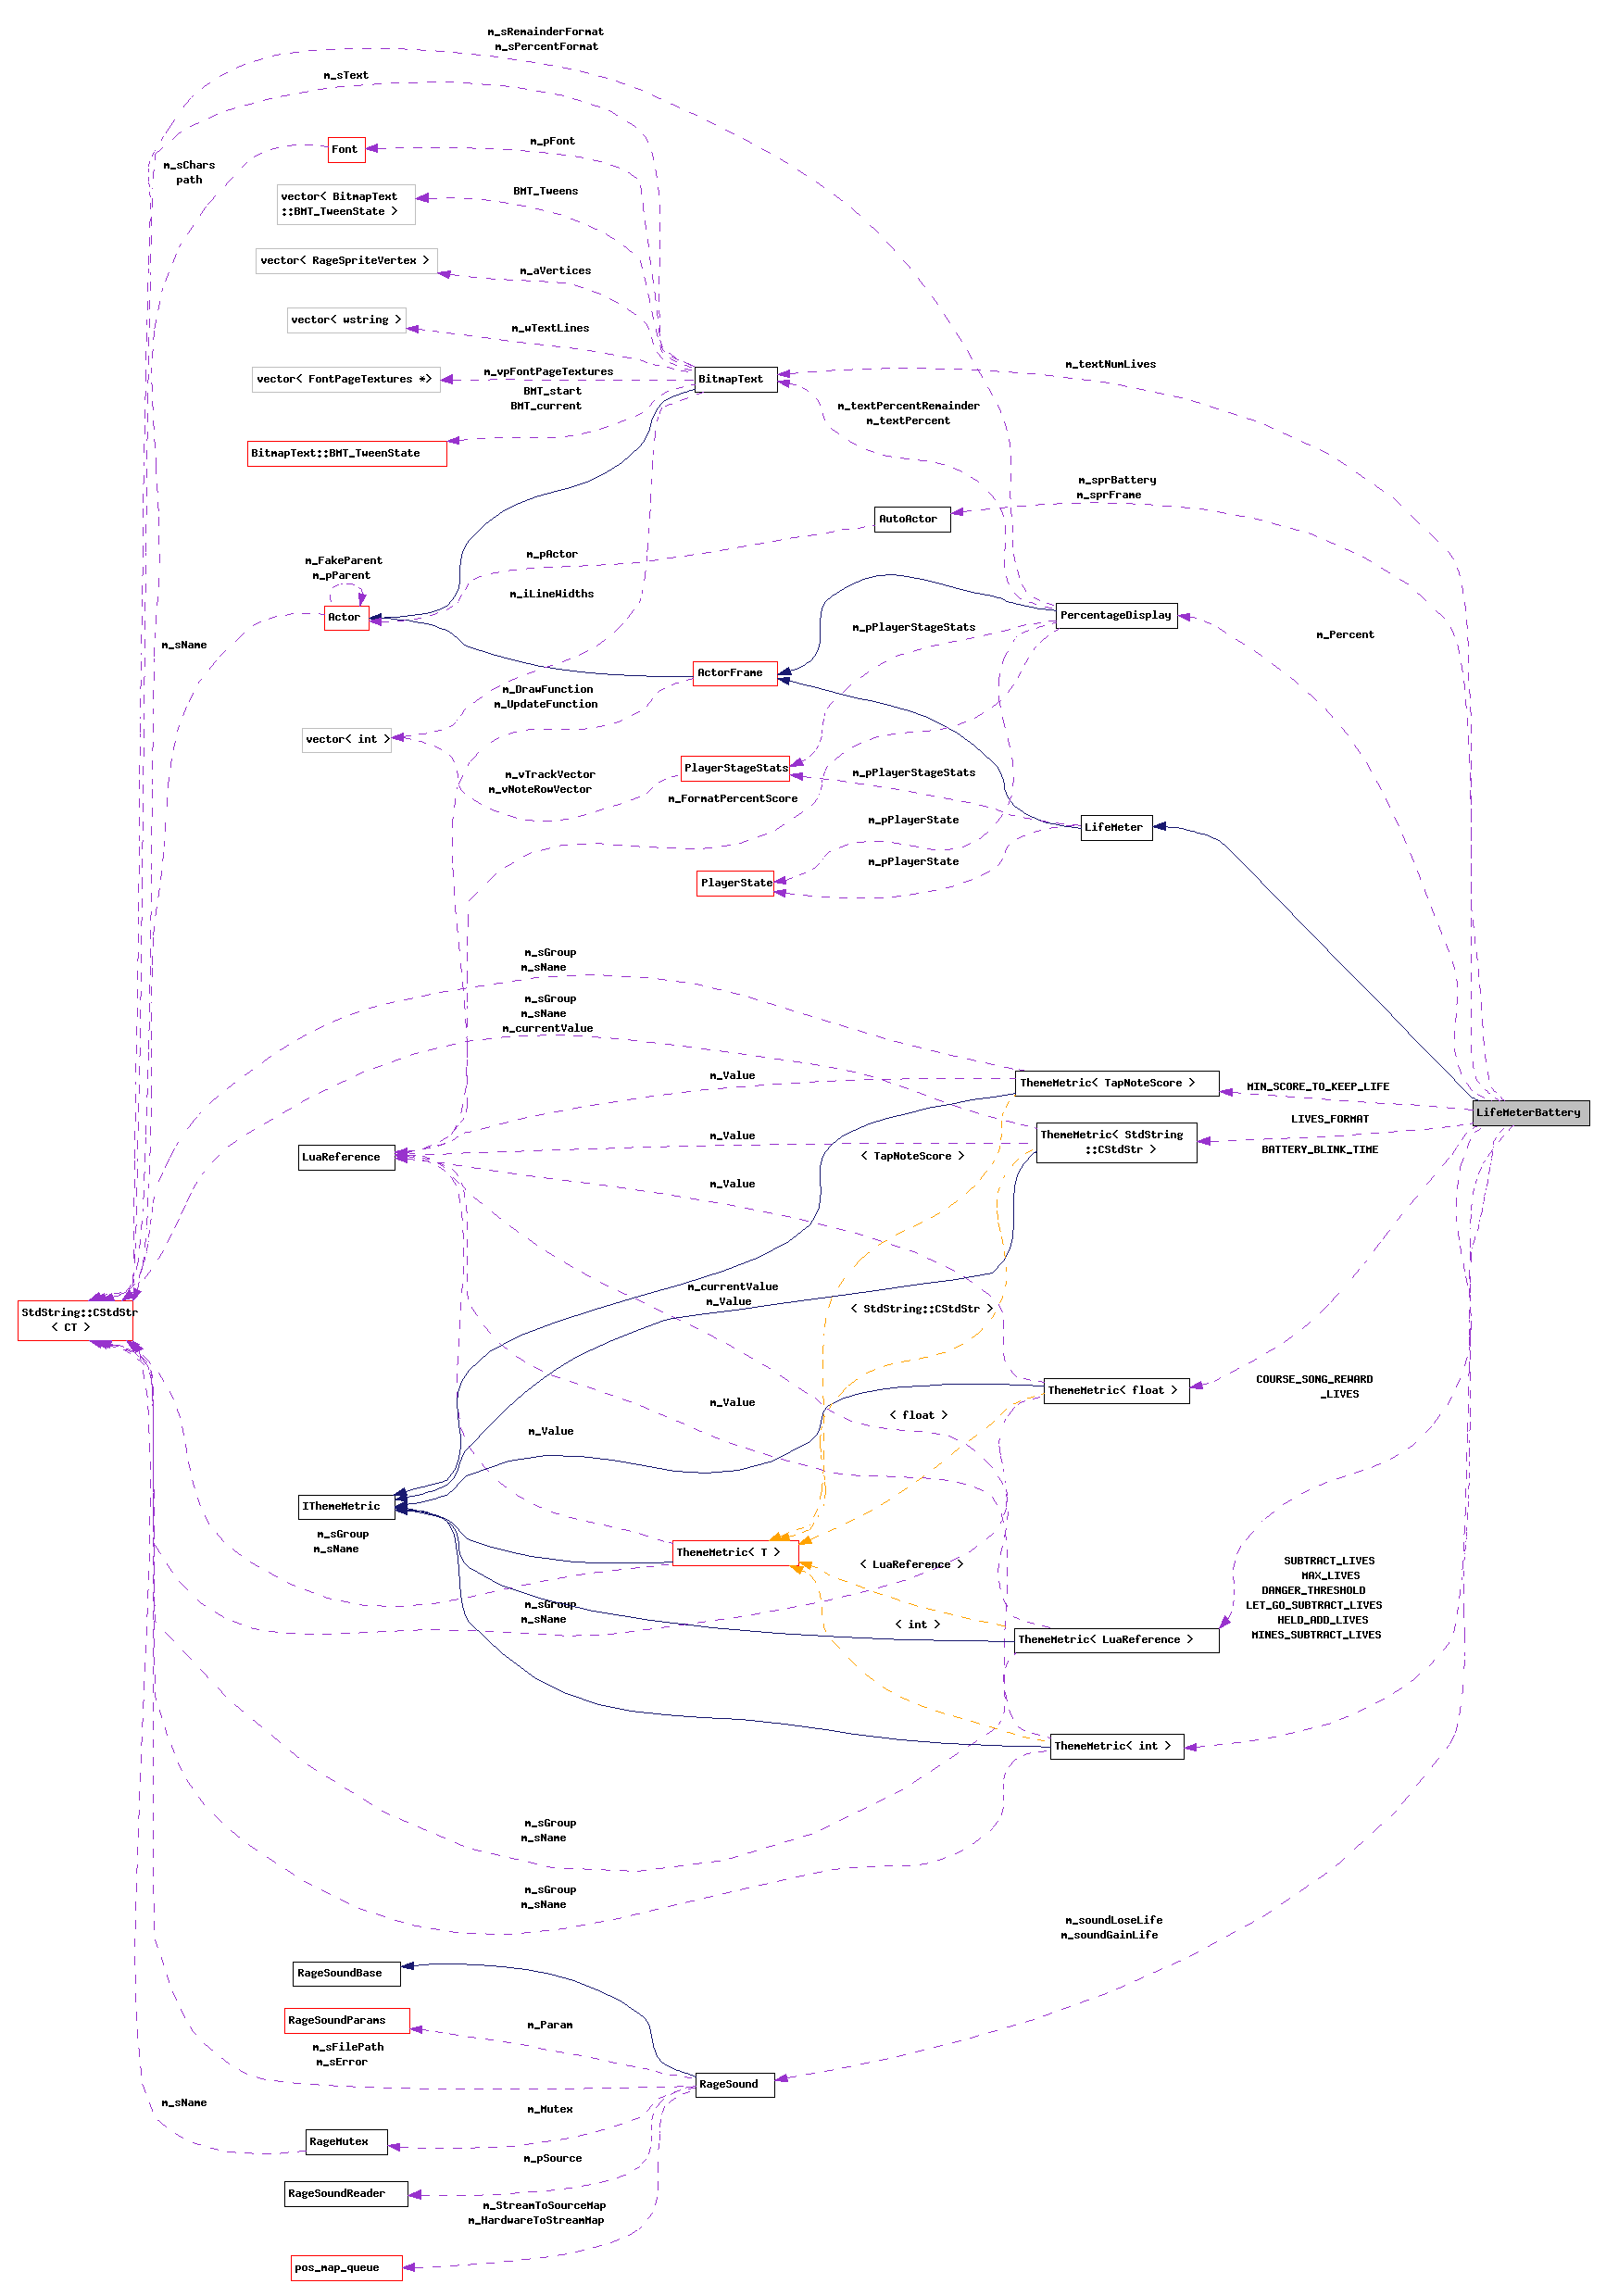 m_sRemainderFormat
m_sPercentFormat
m_sText
m_pFont
Font
m_sChars
path
BMT_Tweens
vector< BitmapText
::BMT_TweenState >
vector< RageSpriteVertex >
m_aVertices
vector< wstring >
m_wTextLines
m_textNumLives
vector< FontPageTextures *>
m_vpFontPageTextures
BitmapText
BMT_start
BMT_current
m_textPercentRemainder
m_textPercent
BitmapText::BMT_TweenState
m_sprBattery
m_sprFrame
AutoActor
m_pActor
m_FakeParent
m_pParent
m_iLineWidths
Actor
PercentageDisplay
m_pPlayerStageStats
m_Percent
m_sName
ActorFrame
m_DrawFunction
m_UpdateFunction
vector< int >
PlayerStageStats
m_vTrackVector
m_vNoteRowVector
m_pPlayerStageStats
m_FormatPercentScore
m_pPlayerState
LifeMeter
m_pPlayerState
PlayerState
m_sGroup
m_sName
m_sGroup
m_sName
m_currentValue
m_Value
ThemeMetric< TapNoteScore >
MIN_SCORE_TO_KEEP_LIFE
LifeMeterBattery
LIVES_FORMAT
m_Value
ThemeMetric< StdString
::CStdStr >
BATTERY_BLINK_TIME
LuaReference
< TapNoteScore >
m_Value
m_currentValue
m_Value
< StdString::CStdStr >
StdString::CStdStr
< CT >
COURSE_SONG_REWARD
_LIVES
ThemeMetric< float >
m_Value
< float >
m_Value
IThemeMetric
m_sGroup
m_sName
ThemeMetric< T >
< LuaReference >
SUBTRACT_LIVES
MAX_LIVES
DANGER_THRESHOLD
LET_GO_SUBTRACT_LIVES
HELD_ADD_LIVES
MINES_SUBTRACT_LIVES
m_sGroup
m_sName
< int >
ThemeMetric< LuaReference >
ThemeMetric< int >
m_sGroup
m_sName
m_sGroup
m_sName
m_soundLoseLife
m_soundGainLife
RageSoundBase
RageSoundParams
m_Param
m_sFilePath
m_sError
RageSound
m_sName
m_Mutex
RageMutex
m_pSource
RageSoundReader
m_StreamToSourceMap
m_HardwareToStreamMap
pos_map_queue